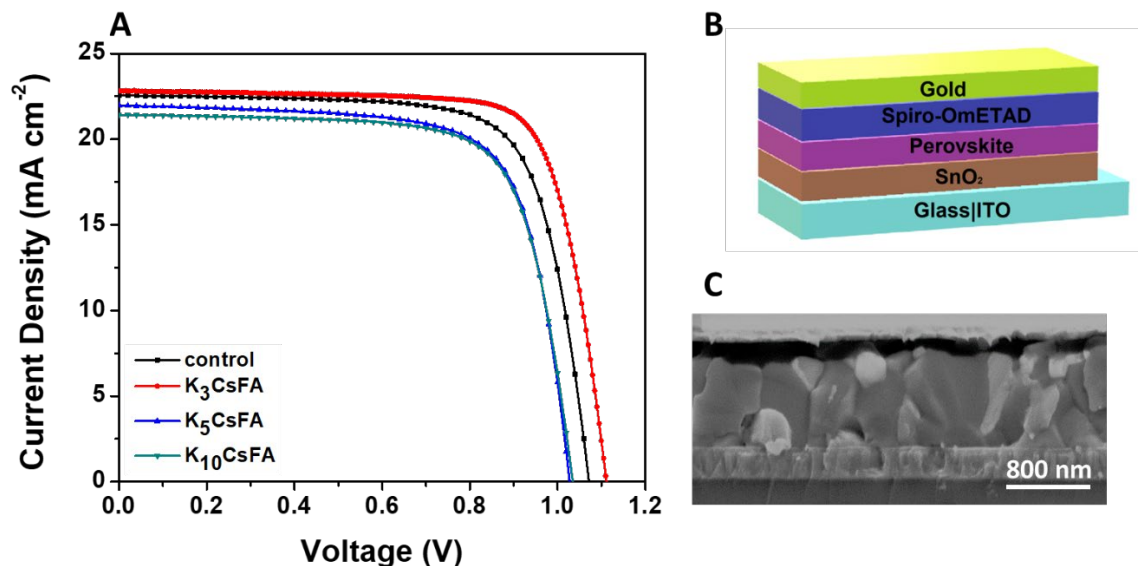 A
25
20
15
10
5
0
0.0 0.2 0.4 0.6 0.8 1.0 1.2
Current Density (mA cm⁻²)
Voltage (V)
control
K₃CsFA
K₅CsFA
K₁₀CsFA
B
Gold
Spiro-OmETAD
Perovskite
SnO₂
Glass|ITO
C
800 nm